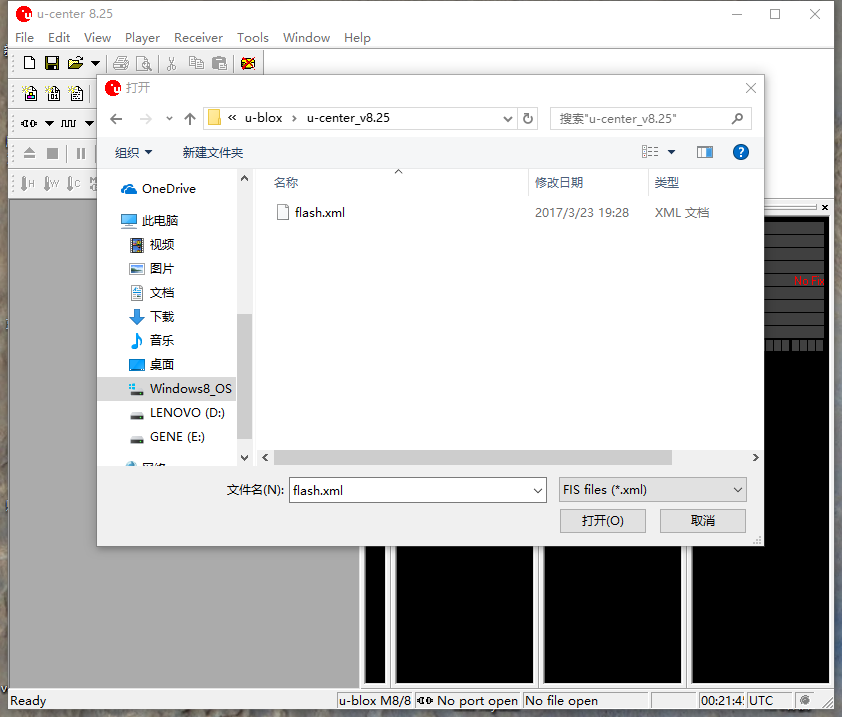 u-center 8.25
File Edit View Player Receiver Tools Window Help
打开
« u-blox › u-center_v8.25
搜索"u-center_v8.25"
组织 新建文件夹
名称 修改日期 类型
flash.xml 2017/3/23 19:28 XML 文档
OneDrive
此电脑
视频
图片
文档
下载
音乐
桌面
Windows8_OS
LENOVO (D:)
GENE (E:)
文件名(N): flash.xml FIS files (*.xml)
打开(O) 取消
Ready u-blox M8/8 No port open No file open 00:21:4 UTC